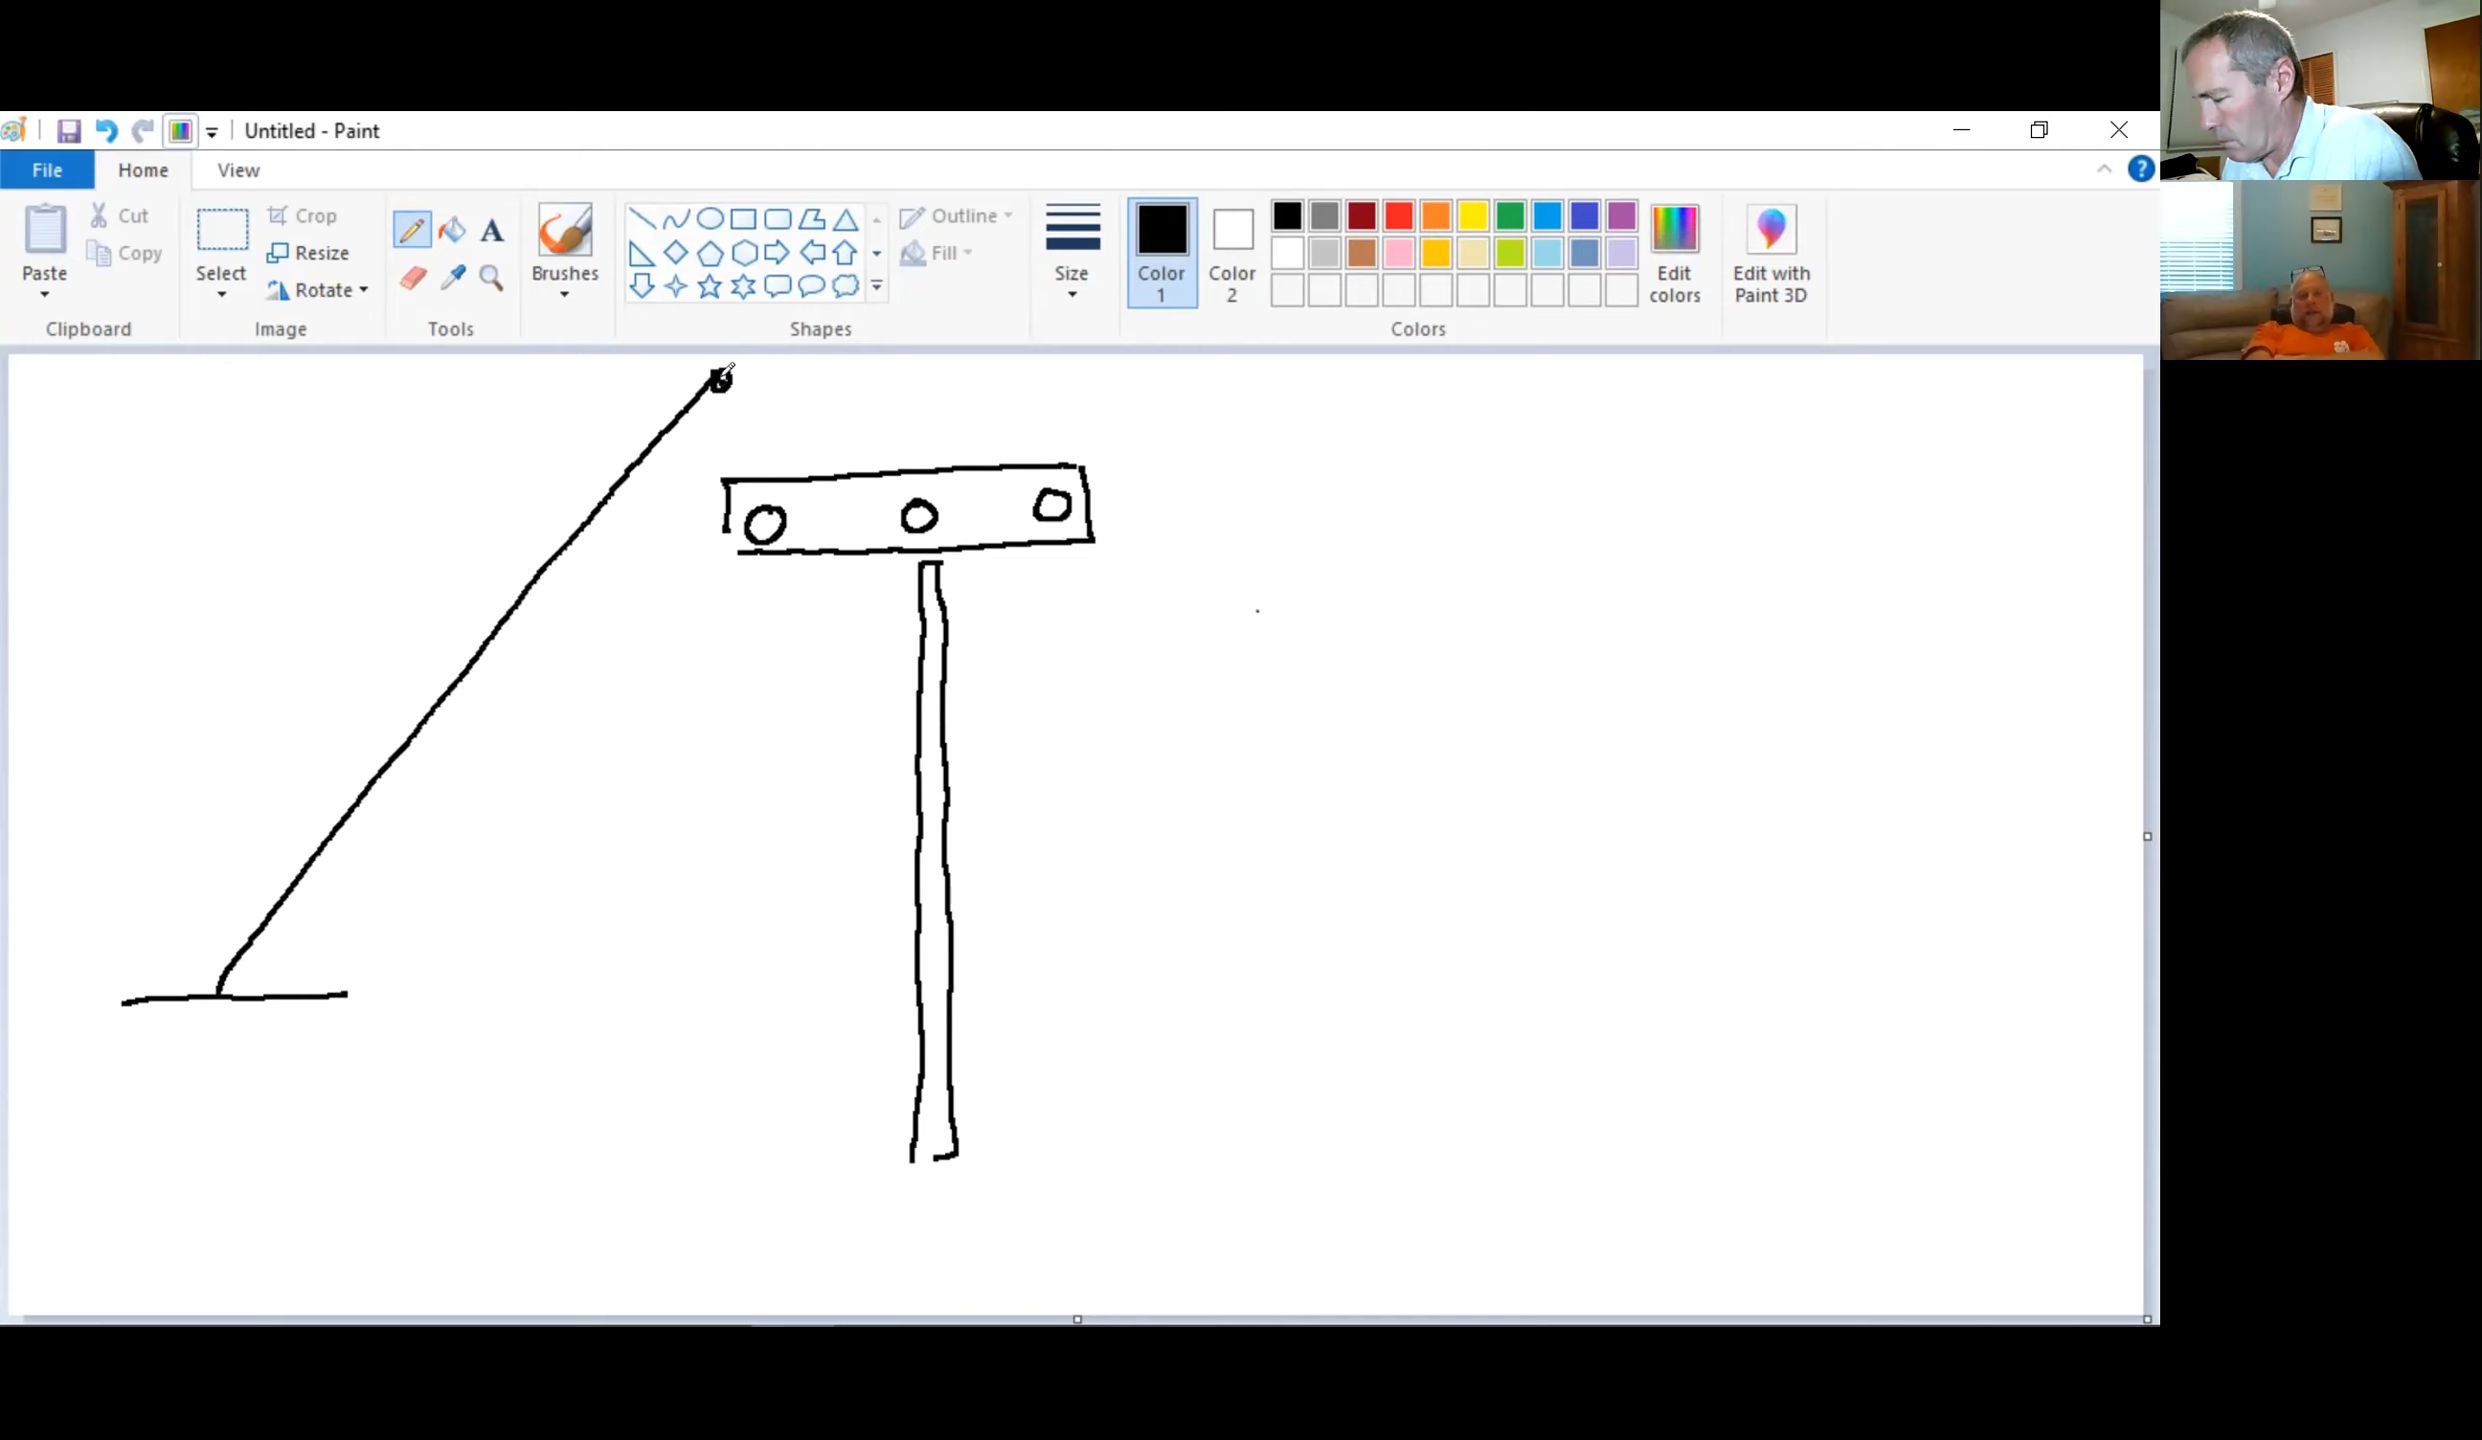 Untitled - Paint
File Home View ?
Paste
Cut
Copy
Clipboard
Select
Crop
Resize
Rotate
Image
A
Tools
Brushes
Outline
Fill
Shapes
Size
Color
1
Color
2
Edit
colors
Colors
Edit with
Paint 3D